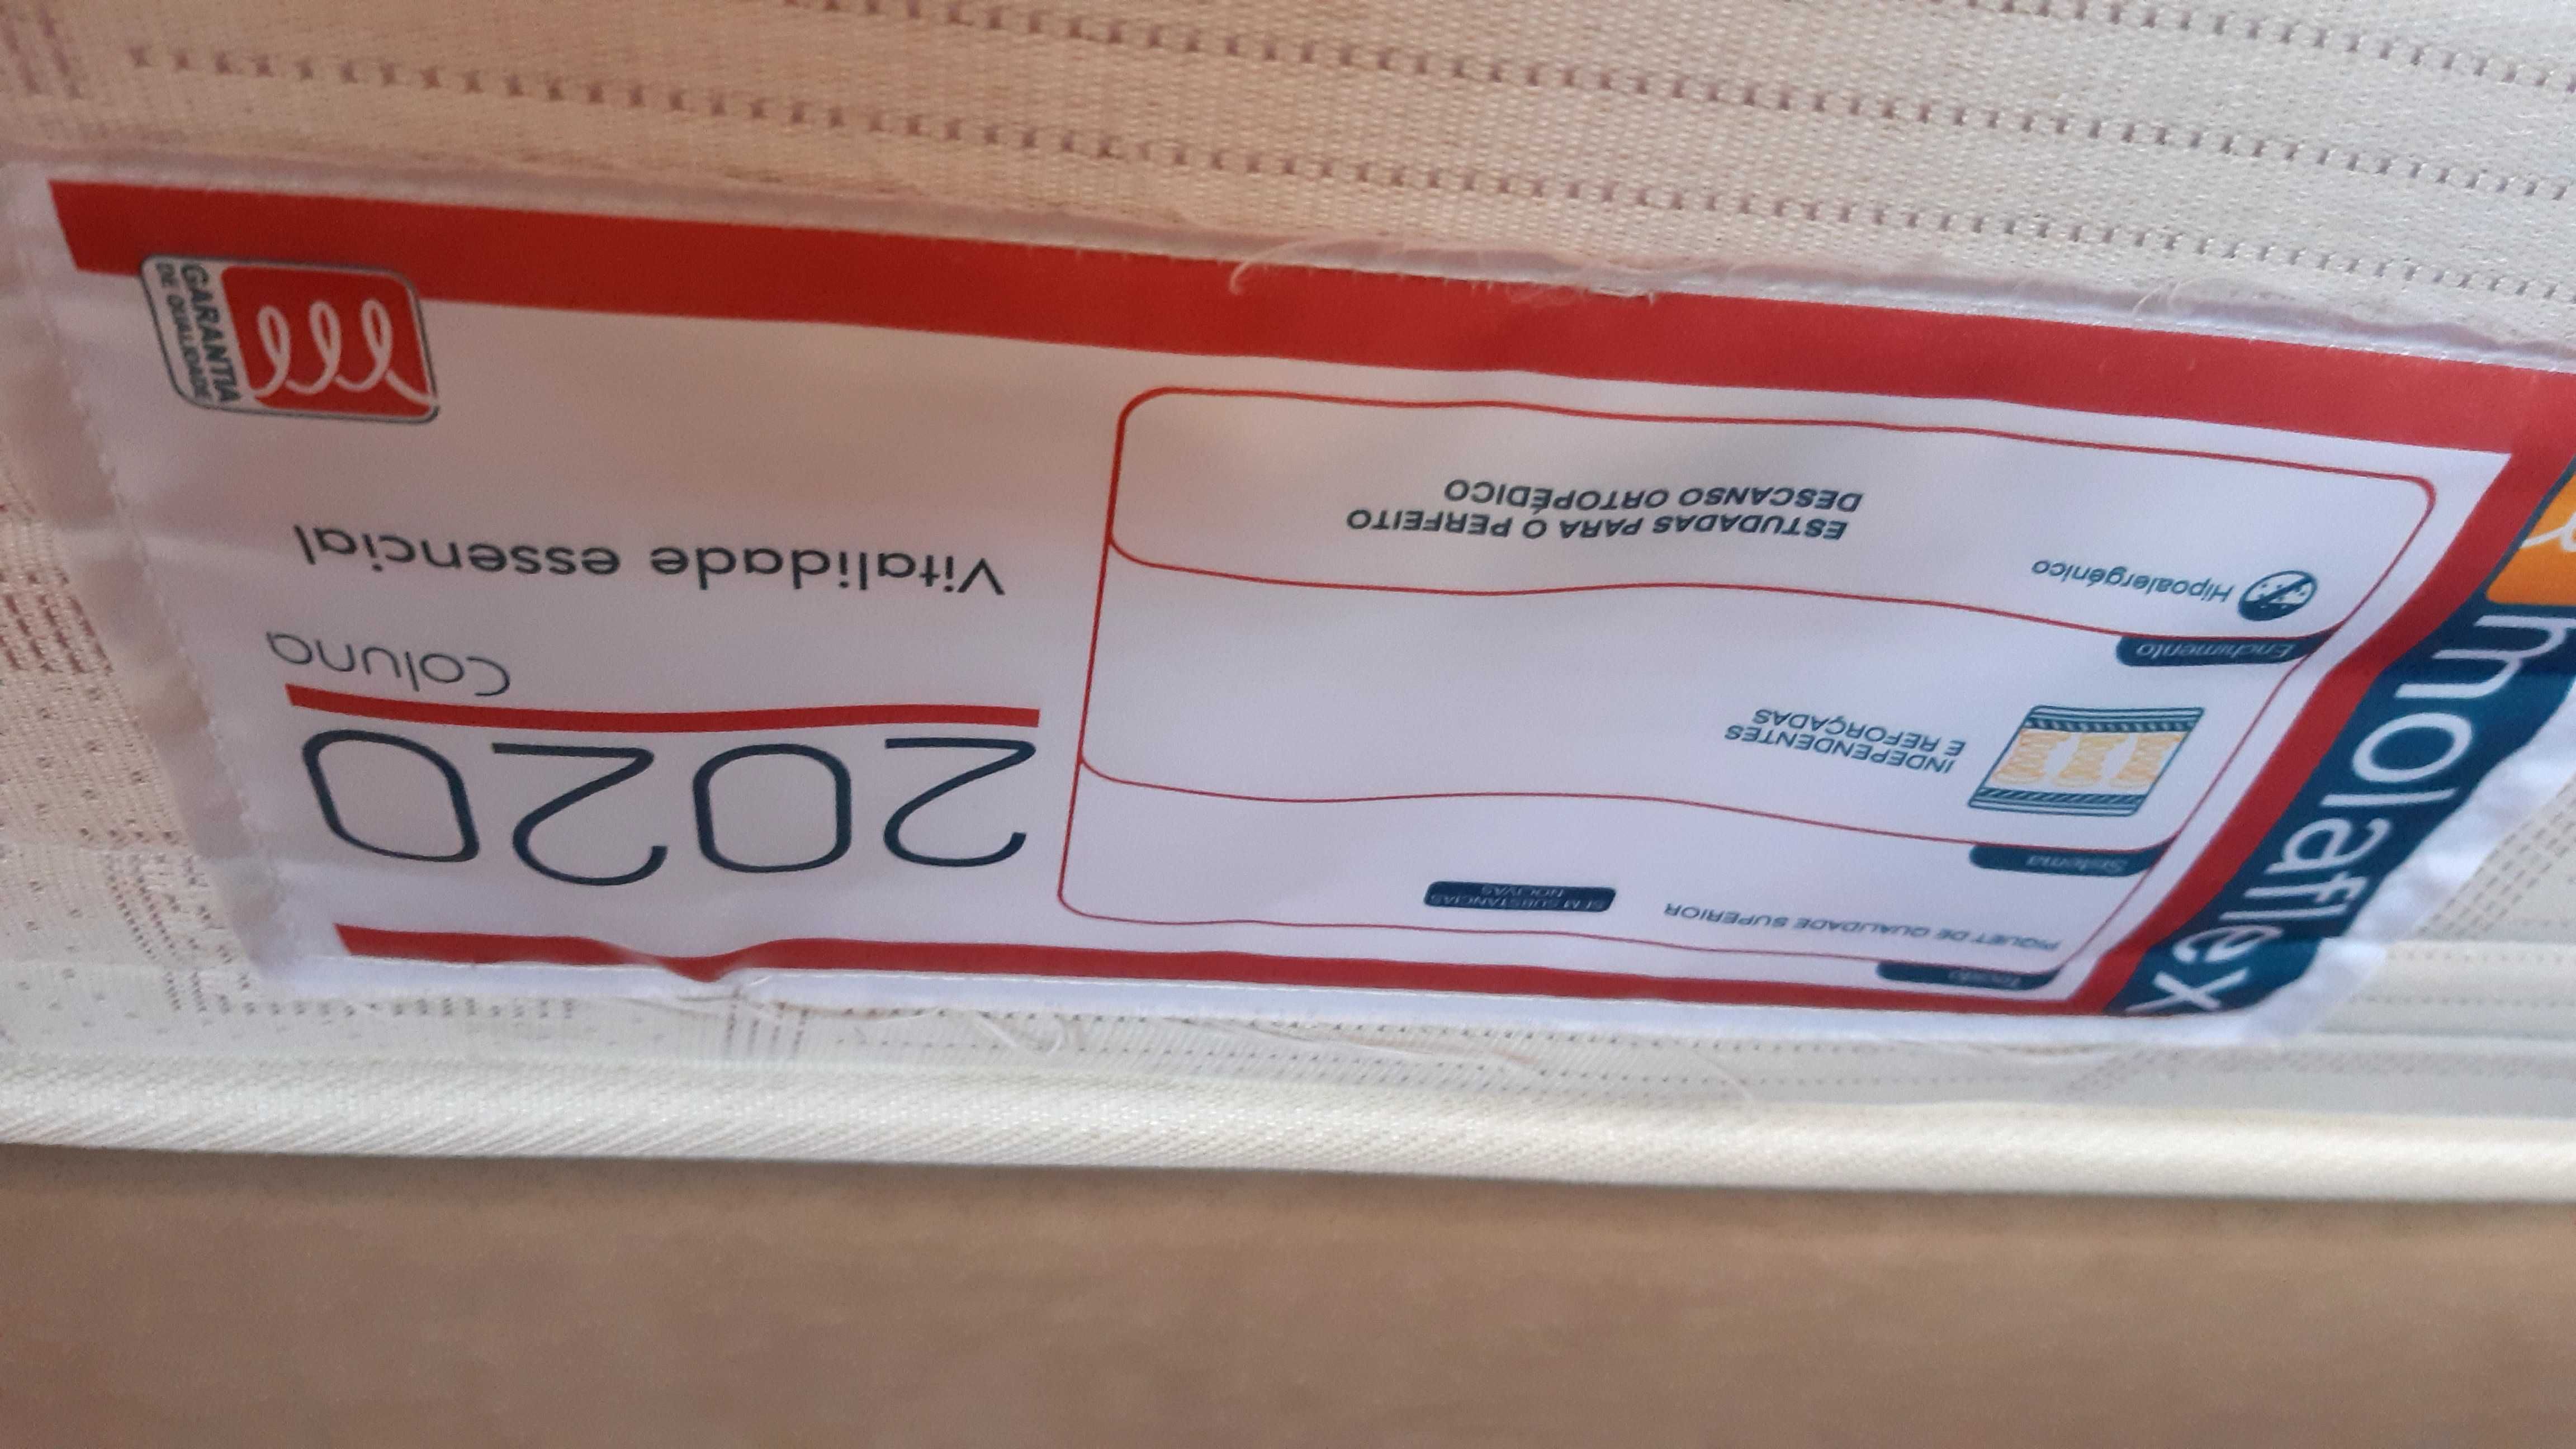 molaflex
2020
Coluna
Vitalidade essencial
GARANTIA
DE QUALIDADE
Tecido
PIQUET DE QUALIDADE SUPERIOR
SEM SUBSTÂNCIAS
NOCIVAS
Sistema
INDEPENDENTES
E REFORÇADAS
Enchimento
Hipoalergénico
ESTUDADAS PARA O PERFEITO
DESCANSO ORTOPÉDICO